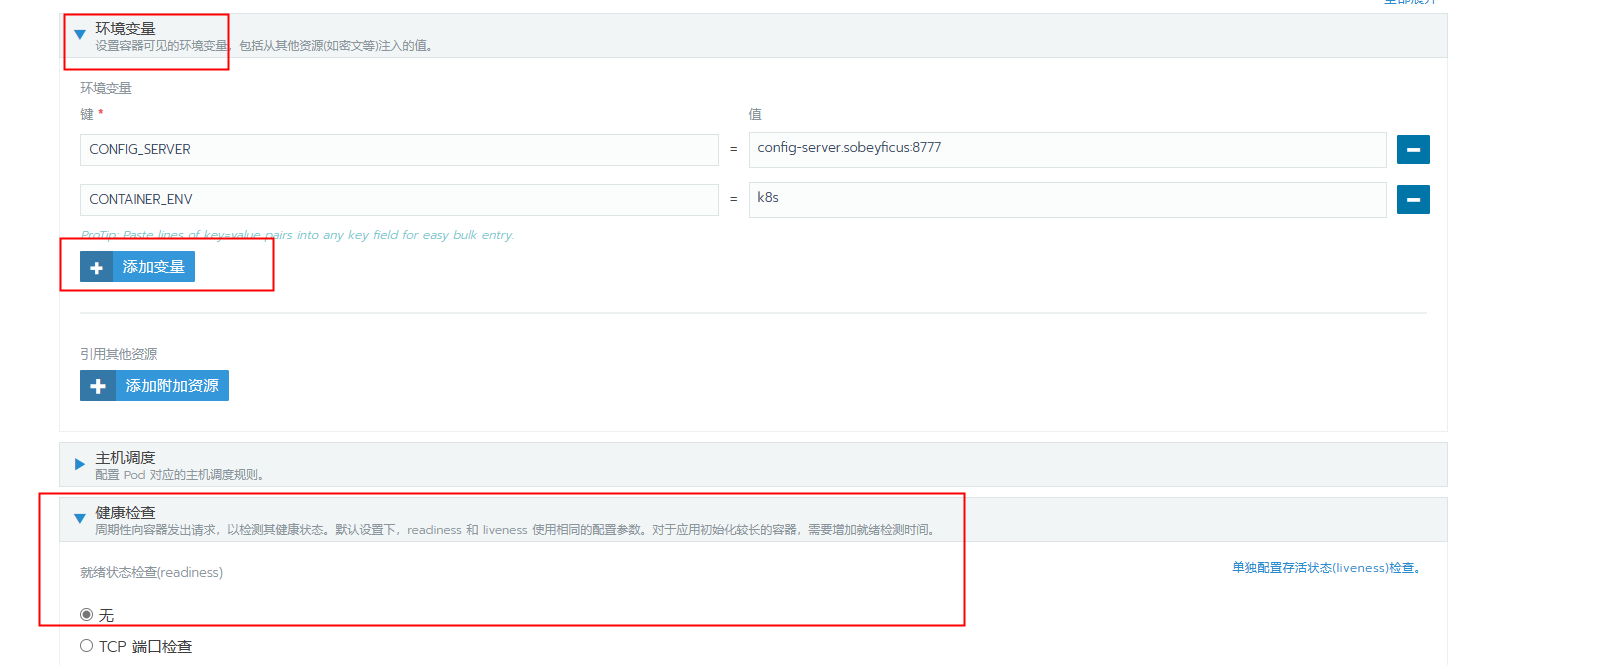 环境变量
设置容器可见的环境变量，包括从其他资源(如密文等)注入的值。
环境变量
键 * 值
CONFIG_SERVER = config-server.sobeyficus:8777
CONTAINER_ENV = k8s
ProTip: Paste lines of key=value pairs into any key field for easy bulk entry.
添加变量
引用其他资源
添加附加资源
主机调度
配置 Pod 对应的主机调度规则。
健康检查
周期性向容器发出请求，以检测其健康状态。默认设置下，readiness 和 liveness 使用相同的配置参数。对于应用初始化较长的容器，需要增加就绪检测时间。
就绪状态检查(readiness) 单独配置存活状态(liveness)检查。
无
TCP 端口检查